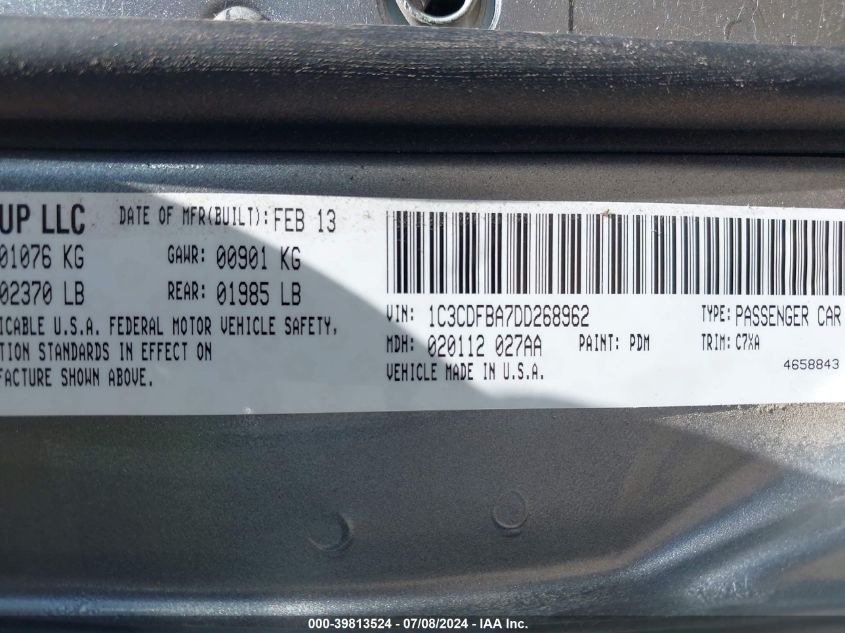 UP LLC DATE OF MFR(BUILT): FEB 13
01076 KG GAWR: 00901 KG
02370 LB REAR: 01985 LB
ICABLE U.S.A. FEDERAL MOTOR VEHICLE SAFETY,
TION STANDARDS IN EFFECT ON
FACTURE SHOWN ABOVE.
VIN: 1C3CDFBA7DD268962 TYPE: PASSENGER CAR
MDH: 020112 027AA PAINT: PDM TRIM: C7XA
VEHICLE MADE IN U.S.A. 4658843
000-39813524 / 07/08/2024 - IAA Inc.